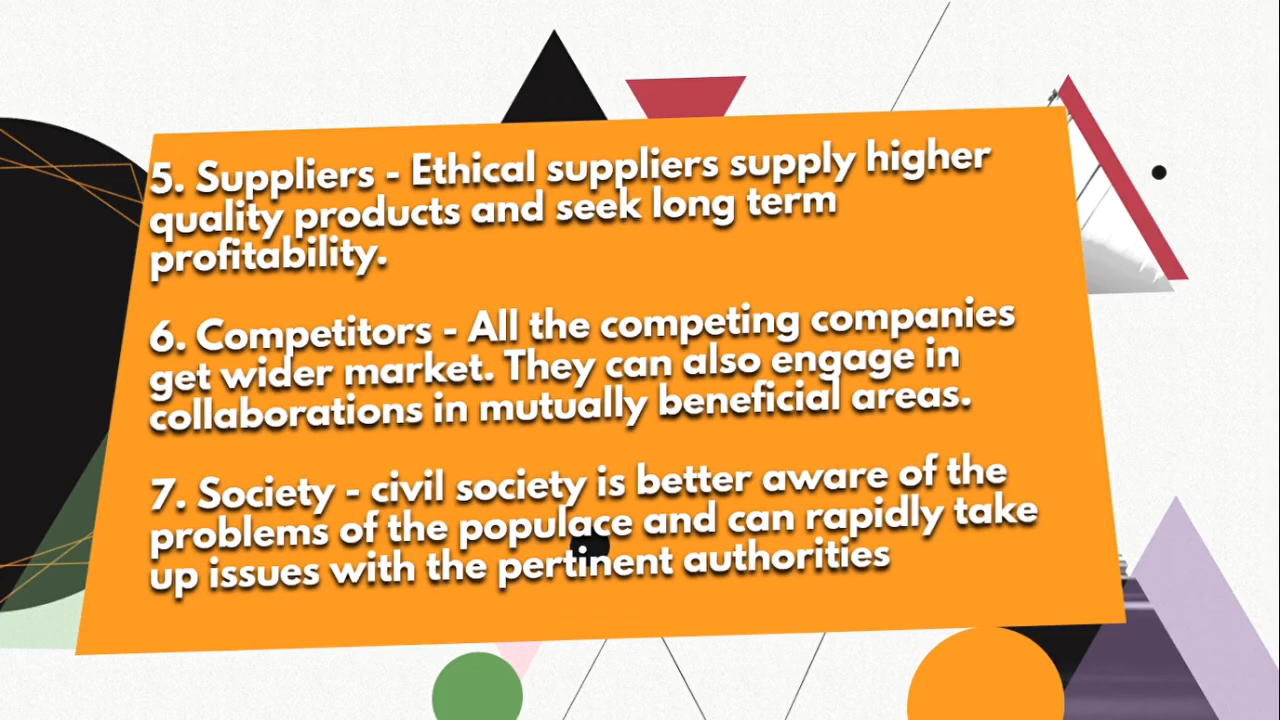 5. Suppliers - Ethical suppliers supply higher
quality products and seek long term
profitability.
6. Competitors - All the competing companies
get wider market. They can also engage in
collaborations in mutually beneficial areas.
7. Society - civil society is better aware of the
problems of the populace and can rapidly take
up issues with the pertinent authorities